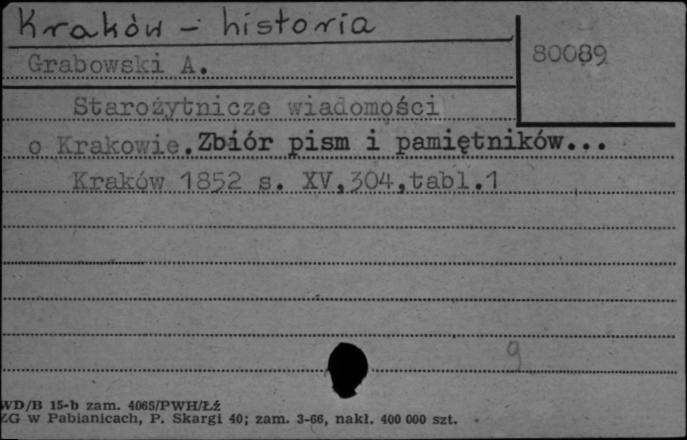 Kraków - historia
80089
Grabowski A.
Starożytnicze wiadomości
o Krakowie. Zbiór pism i pamiętników...
Kraków 1852 s. XV,304,tabl.1
9
WD/B 15-b zam. 4065/PWH/Łź
ZG w Pabianicach, P. Skargi 40; zam. 3-66, nakł. 400 000 szt.